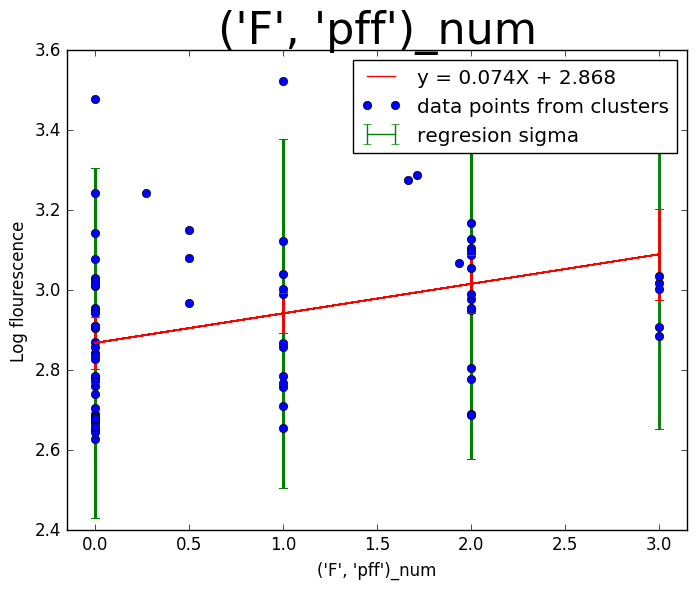 ('F', 'pff')_num
y = 0.074X + 2.868
data points from clusters
regresion sigma
3.6
3.4
3.2
3.0
2.8
2.6
2.4
Log flourescence
0.0 0.5 1.0 1.5 2.0 2.5 3.0
('F', 'pff')_num